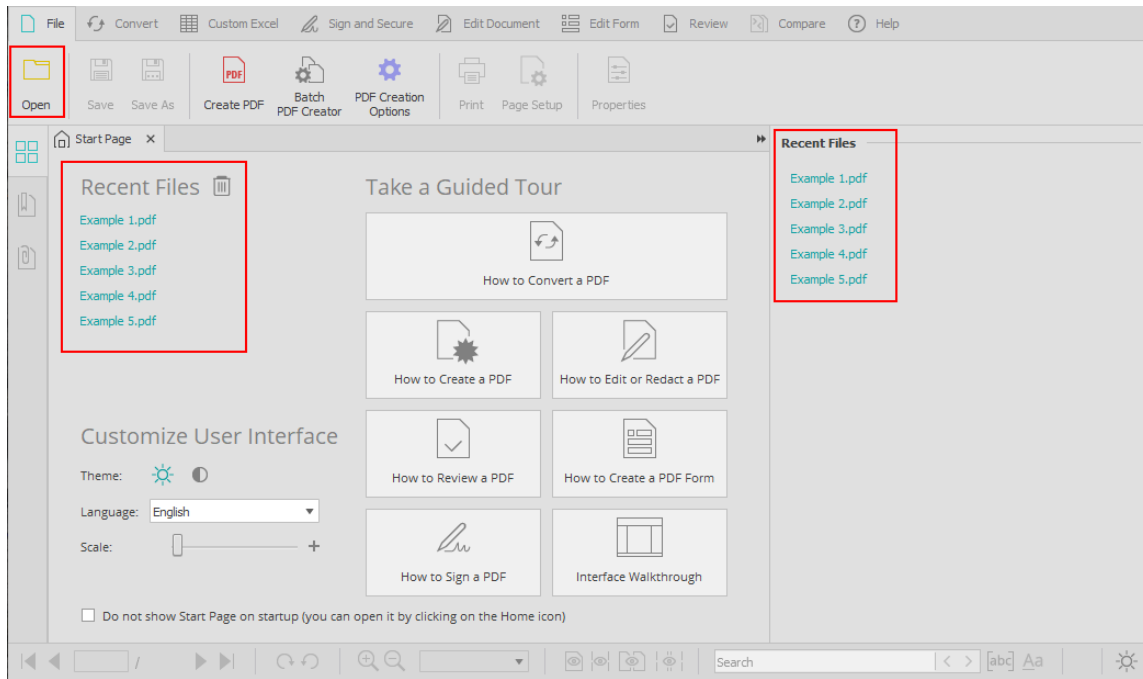 File Convert Custom Excel Sign and Secure Edit Document Edit Form Review Compare ? Help
PDF
Open Save Save As Create PDF Batch PDF Creator PDF Creation Options Print Page Setup Properties
Start Page X
Recent Files
Example 1.pdf
Example 2.pdf
Example 3.pdf
Example 4.pdf
Example 5.pdf
Customize User Interface
Theme:
Language: English
Scale: +
Take a Guided Tour
How to Convert a PDF
How to Create a PDF
How to Edit or Redact a PDF
How to Review a PDF
How to Create a PDF Form
How to Sign a PDF
Interface Walkthrough
Do not show Start Page on startup (you can open it by clicking on the Home icon)
Recent Files
Example 1.pdf
Example 2.pdf
Example 3.pdf
Example 4.pdf
Example 5.pdf
/ Search < > [abc] Aa